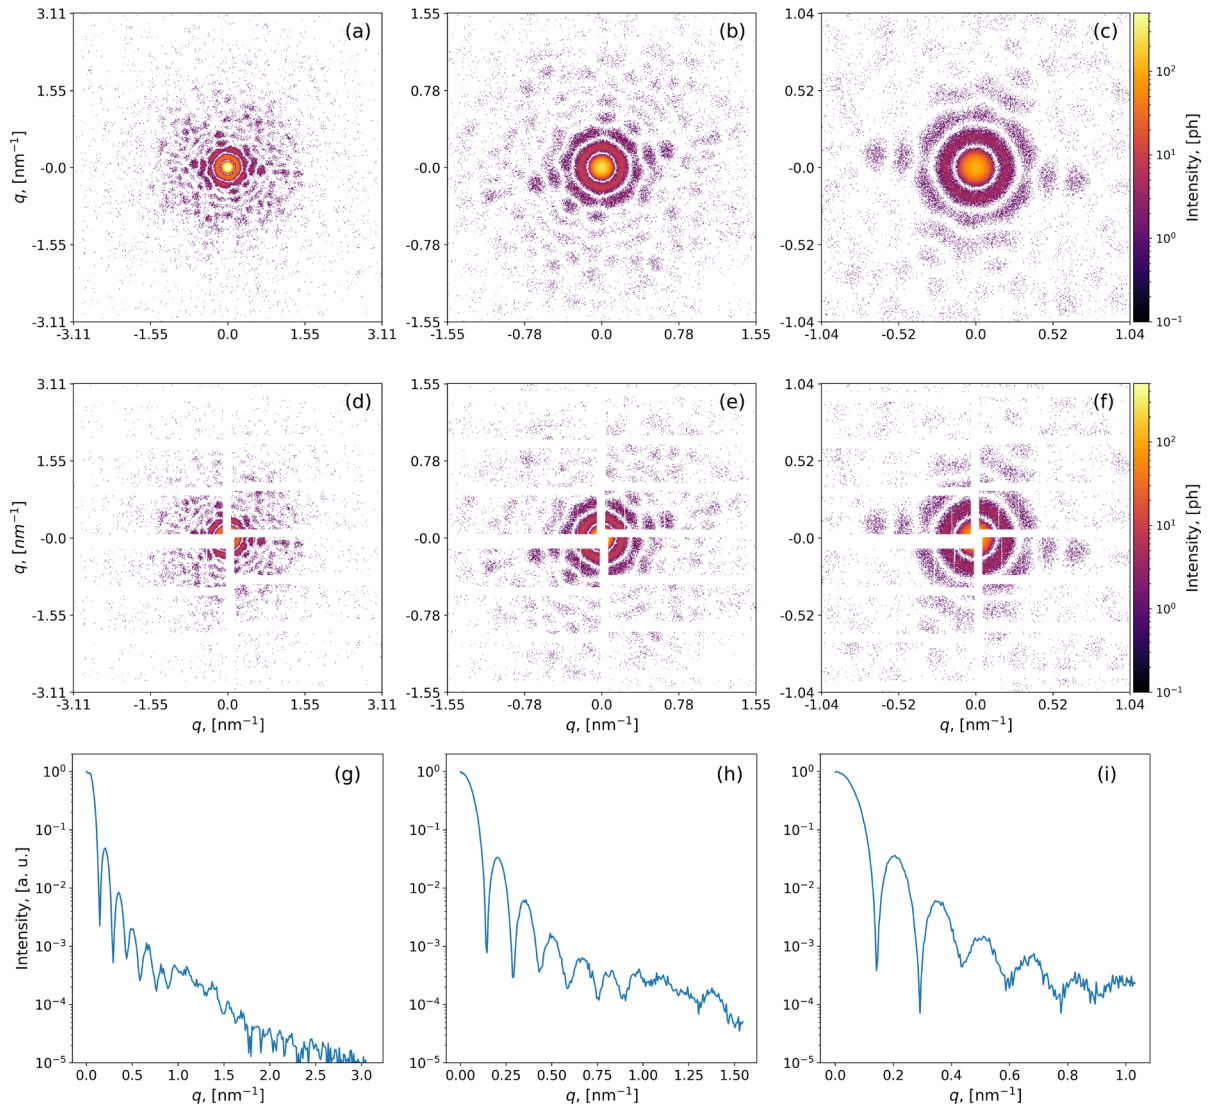 (a)
3.11
1.55
-0.0
-1.55
-3.11
q, [nm⁻¹]
-3.11 -1.55 0.0 1.55 3.11
(b)
1.55
0.78
-0.0
-0.78
-1.55
-1.55 -0.78 0.0 0.78 1.55
(c)
1.04
0.52
-0.0
-0.52
-1.04
-1.04 -0.52 0.0 0.52 1.04
10²
10¹
10⁰
10⁻¹
Intensity, [ph]
(d)
3.11
1.55
-0.0
-1.55
-3.11
q, [nm⁻¹]
-3.11 -1.55 0.0 1.55 3.11
q, [nm⁻¹]
(e)
1.55
0.78
-0.0
-0.78
-1.55
-1.55 -0.78 0.0 0.78 1.55
q, [nm⁻¹]
(f)
1.04
0.52
-0.0
-0.52
-1.04
-1.04 -0.52 0.0 0.52 1.04
q, [nm⁻¹]
10²
10¹
10⁰
10⁻¹
Intensity, [ph]
(g)
10⁰
10⁻¹
10⁻²
10⁻³
10⁻⁴
10⁻⁵
Intensity, [a. u.]
0.0 0.5 1.0 1.5 2.0 2.5 3.0
q, [nm⁻¹]
(h)
10⁰
10⁻¹
10⁻²
10⁻³
10⁻⁴
10⁻⁵
0.00 0.25 0.50 0.75 1.00 1.25 1.50
q, [nm⁻¹]
(i)
10⁰
10⁻¹
10⁻²
10⁻³
10⁻⁴
10⁻⁵
0.0 0.2 0.4 0.6 0.8 1.0
q, [nm⁻¹]